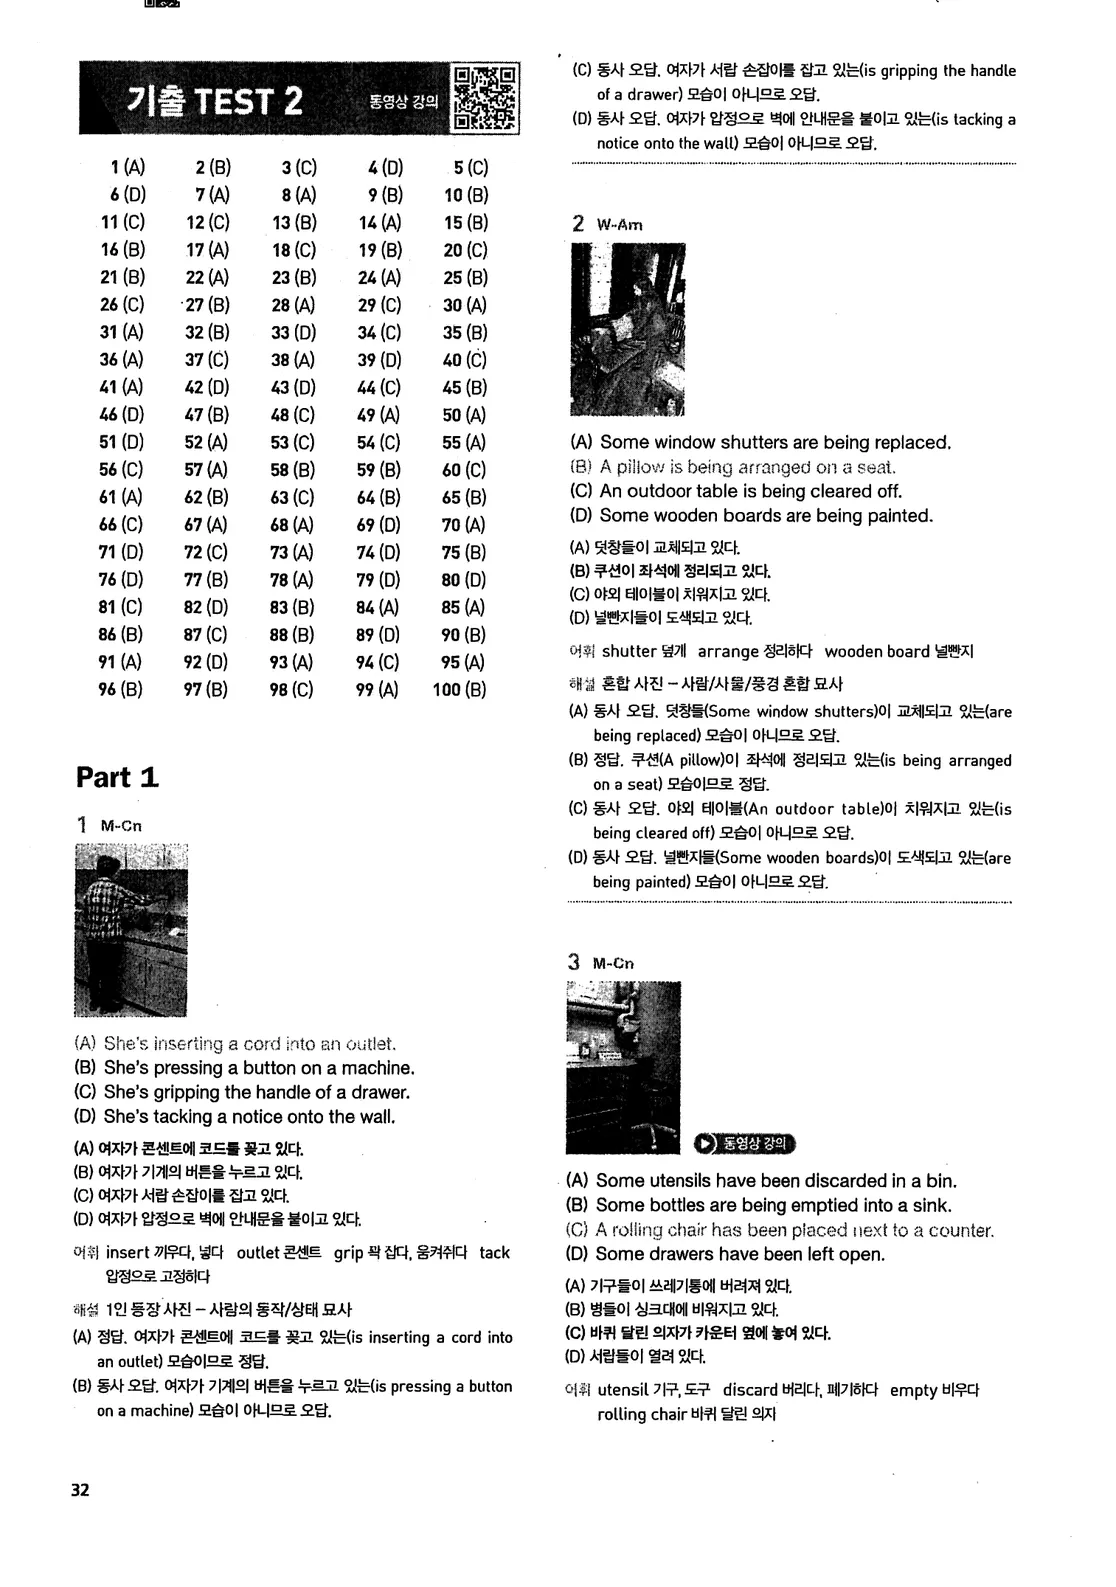 기출 TEST 2 동영상 강의
1 (A) 2 (B) 3 (C) 4 (D) 5 (C)
6 (D) 7 (A) 8 (A) 9 (B) 10 (B)
11 (C) 12 (C) 13 (B) 14 (A) 15 (B)
16 (B) 17 (A) 18 (C) 19 (B) 20 (C)
21 (B) 22 (A) 23 (B) 24 (A) 25 (B)
26 (C) 27 (B) 28 (A) 29 (C) 30 (A)
31 (A) 32 (B) 33 (D) 34 (C) 35 (B)
36 (A) 37 (C) 38 (A) 39 (D) 40 (C)
41 (A) 42 (D) 43 (D) 44 (C) 45 (B)
46 (D) 47 (B) 48 (C) 49 (A) 50 (A)
51 (D) 52 (A) 53 (C) 54 (C) 55 (A)
56 (C) 57 (A) 58 (B) 59 (B) 60 (C)
61 (A) 62 (B) 63 (C) 64 (B) 65 (B)
66 (C) 67 (A) 68 (A) 69 (D) 70 (A)
71 (D) 72 (C) 73 (A) 74 (D) 75 (B)
76 (D) 77 (B) 78 (A) 79 (D) 80 (D)
81 (C) 82 (D) 83 (B) 84 (A) 85 (A)
86 (B) 87 (C) 88 (B) 89 (D) 90 (B)
91 (A) 92 (D) 93 (A) 94 (C) 95 (A)
96 (B) 97 (B) 98 (C) 99 (A) 100 (B)
Part 1
1 M-Cn
(A) She's inserting a cord into an outlet.
(B) She's pressing a button on a machine.
(C) She's gripping the handle of a drawer.
(D) She's tacking a notice onto the wall.
(A) 여자가 콘센트에 코드를 꽂고 있다.
(B) 여자가 기계의 버튼을 누르고 있다.
(C) 여자가 서랍 손잡이를 잡고 있다.
(D) 여자가 압정으로 벽에 안내문을 붙이고 있다.
어휘 insert 끼우다, 넣다 outlet 콘센트 grip 꽉 잡다, 움켜쥐다 tack
압정으로 고정하다
해설 1인 등장 사진 – 사람의 동작/상태 묘사
(A) 정답. 여자가 콘센트에 코드를 꽂고 있는(is inserting a cord into
an outlet) 모습이므로 정답.
(B) 동사 오답. 여자가 기계의 버튼을 누르고 있는(is pressing a button
on a machine) 모습이 아니므로 오답.
(C) 동사 오답. 여자가 서랍 손잡이를 잡고 있는(is gripping the handle
of a drawer) 모습이 아니므로 오답.
(D) 동사 오답. 여자가 압정으로 벽에 안내문을 붙이고 있는(is tacking a
notice onto the wall) 모습이 아니므로 오답.
2 W-Am
(A) Some window shutters are being replaced.
(B) A pillow is being arranged on a seat.
(C) An outdoor table is being cleared off.
(D) Some wooden boards are being painted.
(A) 덧창들이 교체되고 있다.
(B) 쿠션이 좌석에 정리되고 있다.
(C) 야외 테이블이 치워지고 있다.
(D) 널빤지들이 도색되고 있다.
어휘 shutter 덮개 arrange 정리하다 wooden board 널빤지
해설 혼합 사진 – 사람/사물/풍경 혼합 묘사
(A) 동사 오답. 덧창들(Some window shutters)이 교체되고 있는(are
being replaced) 모습이 아니므로 오답.
(B) 정답. 쿠션(A pillow)이 좌석에 정리되고 있는(is being arranged
on a seat) 모습이므로 정답.
(C) 동사 오답. 야외 테이블(An outdoor table)이 치워지고 있는(is
being cleared off) 모습이 아니므로 오답.
(D) 동사 오답. 널빤지들(Some wooden boards)이 도색되고 있는(are
being painted) 모습이 아니므로 오답.
3 M-Cn
동영상 강의
(A) Some utensils have been discarded in a bin.
(B) Some bottles are being emptied into a sink.
(C) A rolling chair has been placed next to a counter.
(D) Some drawers have been left open.
(A) 기구들이 쓰레기통에 버려져 있다.
(B) 병들이 싱크대에 비워지고 있다.
(C) 바퀴 달린 의자가 카운터 옆에 놓여 있다.
(D) 서랍들이 열려 있다.
어휘 utensil 기구, 도구 discard 버리다, 폐기하다 empty 비우다
rolling chair 바퀴 달린 의자
32